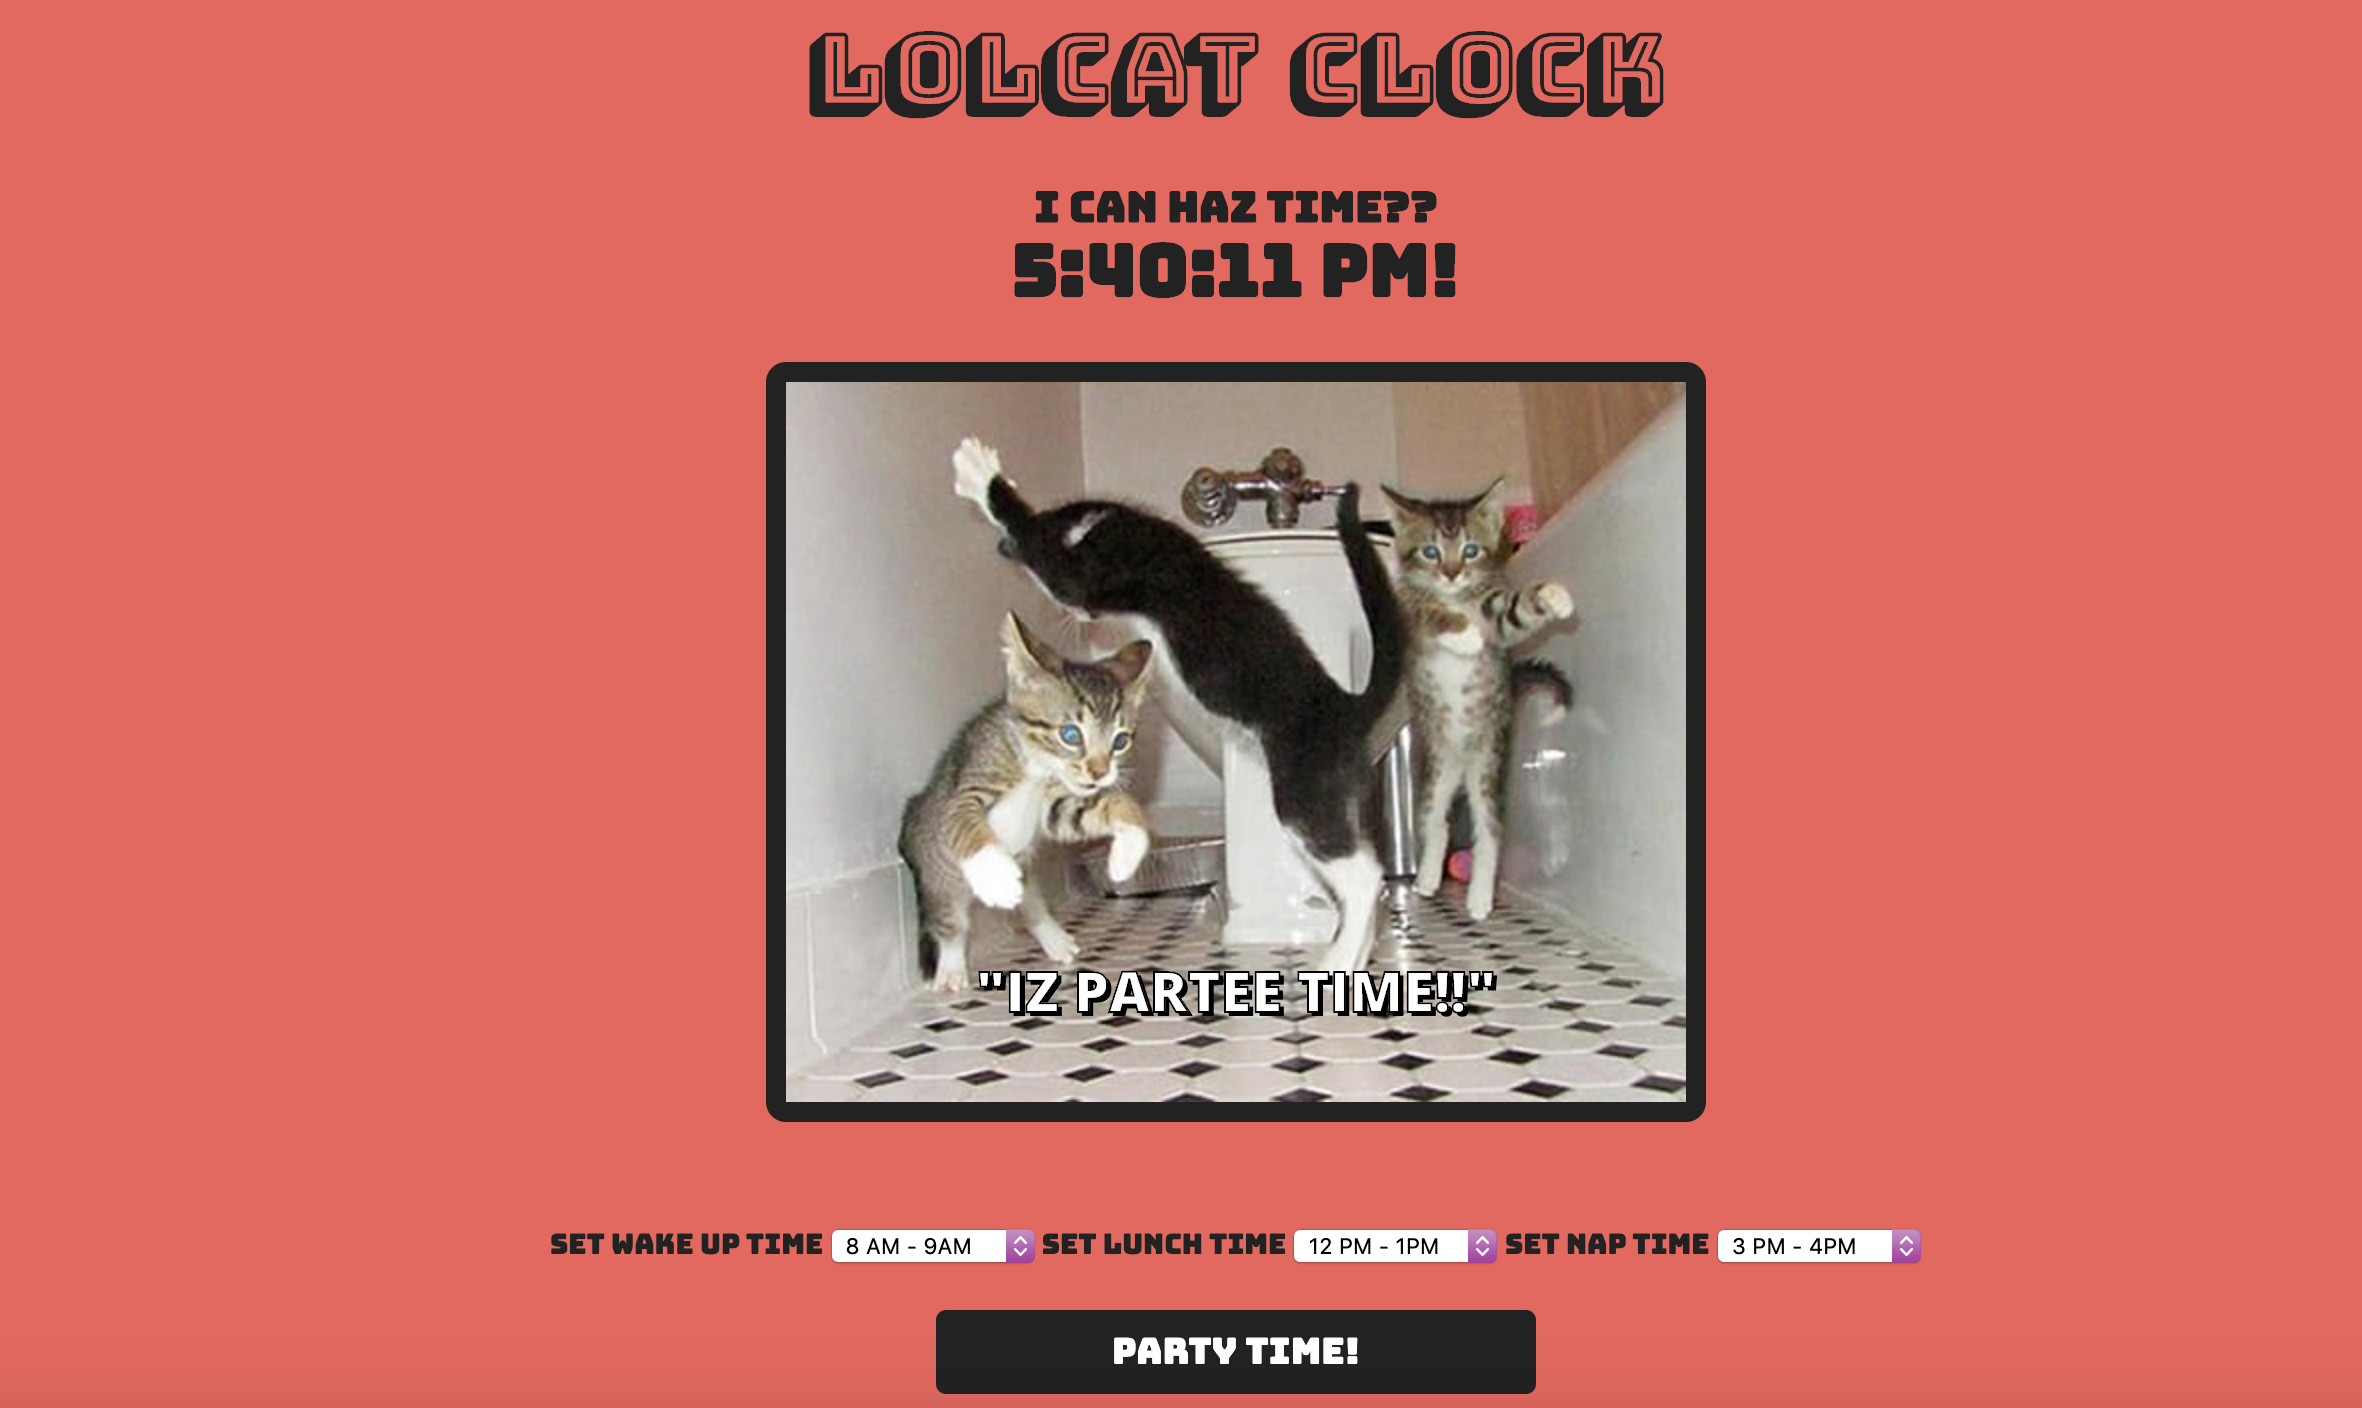 LOLCAT CLOCK
I CAN HAZ TIME??
5:40:11 PM!
"IZ PARTEE TIME!!"
SET WAKE UP TIME 8 AM - 9AM SET LUNCH TIME 12 PM - 1PM SET NAP TIME 3 PM - 4PM
PARTY TIME!